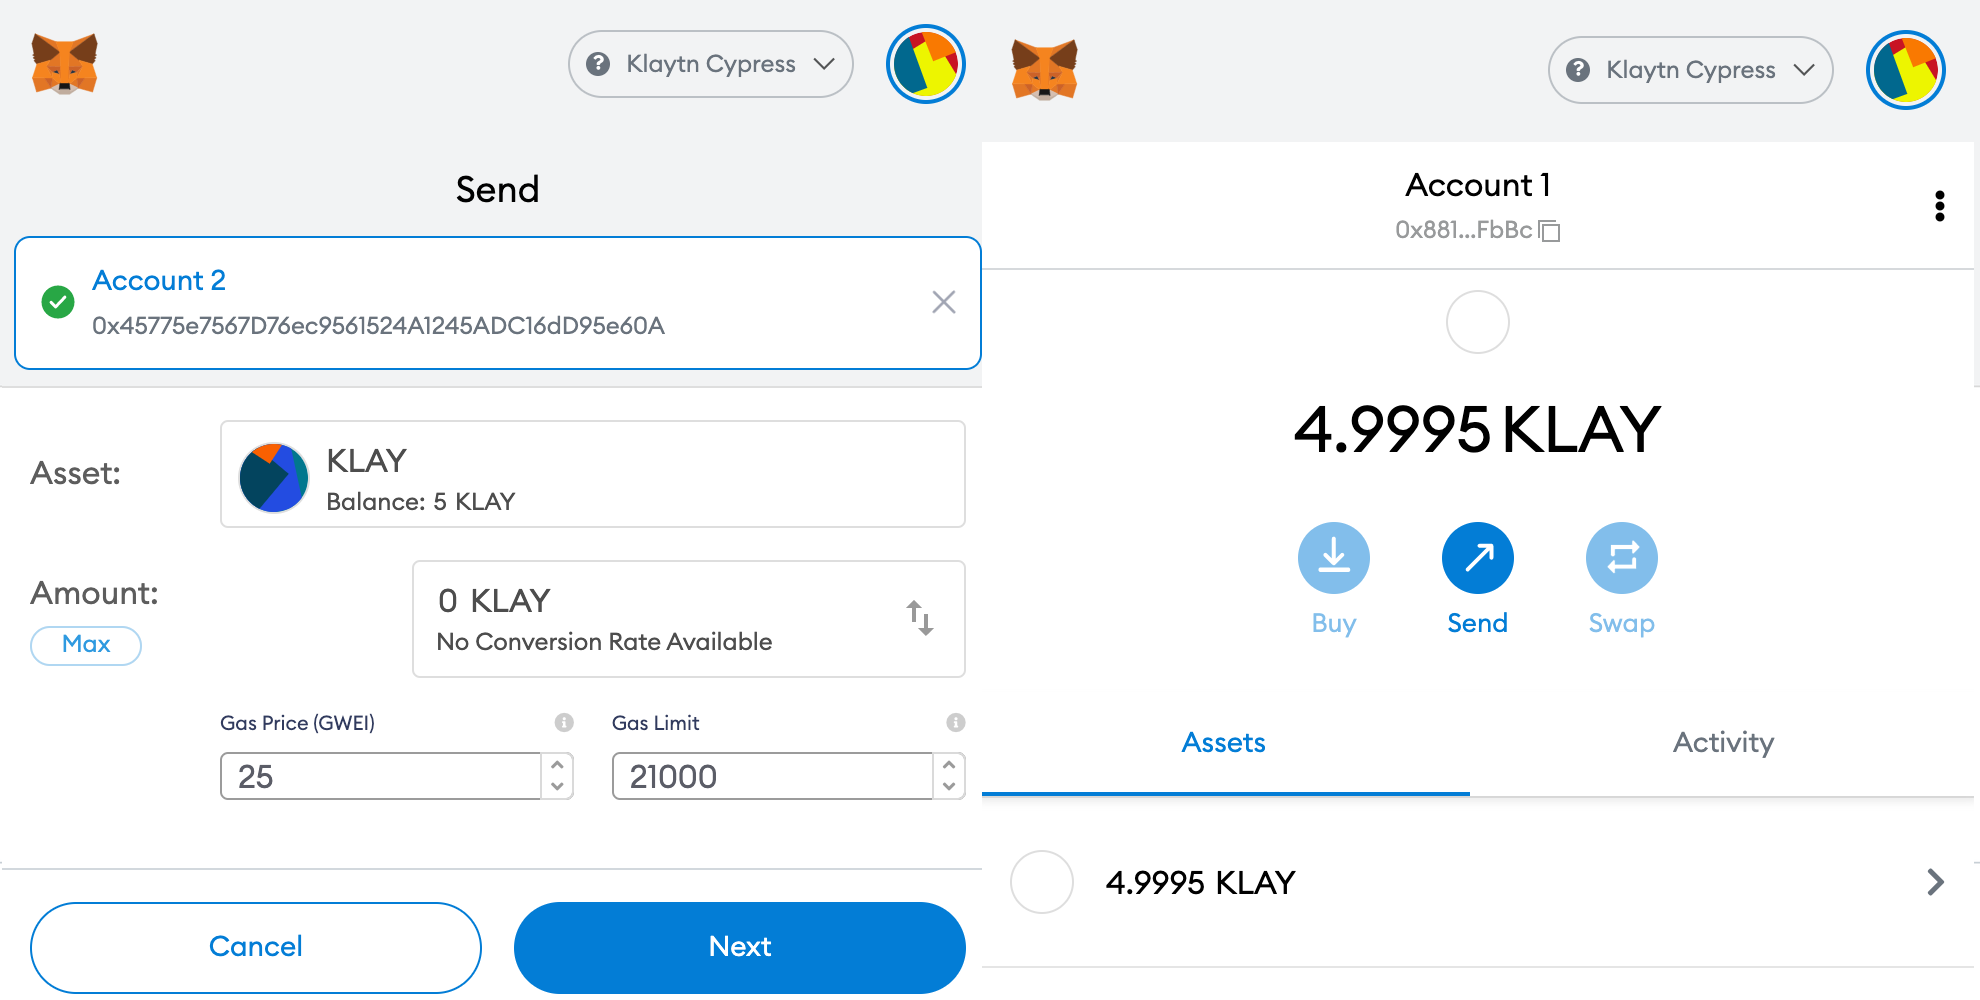 Klaytn Cypress
Send
Account 2
0x45775e7567D76ec9561524A1245ADC16dD95e60A
Asset:
KLAY
Balance: 5 KLAY
Amount:
Max
0 KLAY
No Conversion Rate Available
Gas Price (GWEI)
Gas Limit
25
21000
Cancel
Next
Klaytn Cypress
Account 1
0x881...FbBc
4.9995 KLAY
Buy
Send
Swap
Assets
Activity
4.9995 KLAY